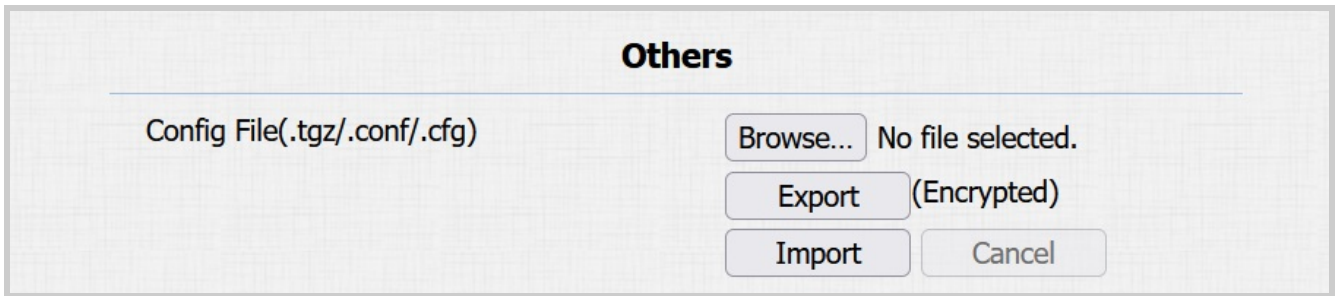 Others
Config File(.tgz/.conf/.cfg) Browse... No file selected.
Export (Encrypted)
Import Cancel